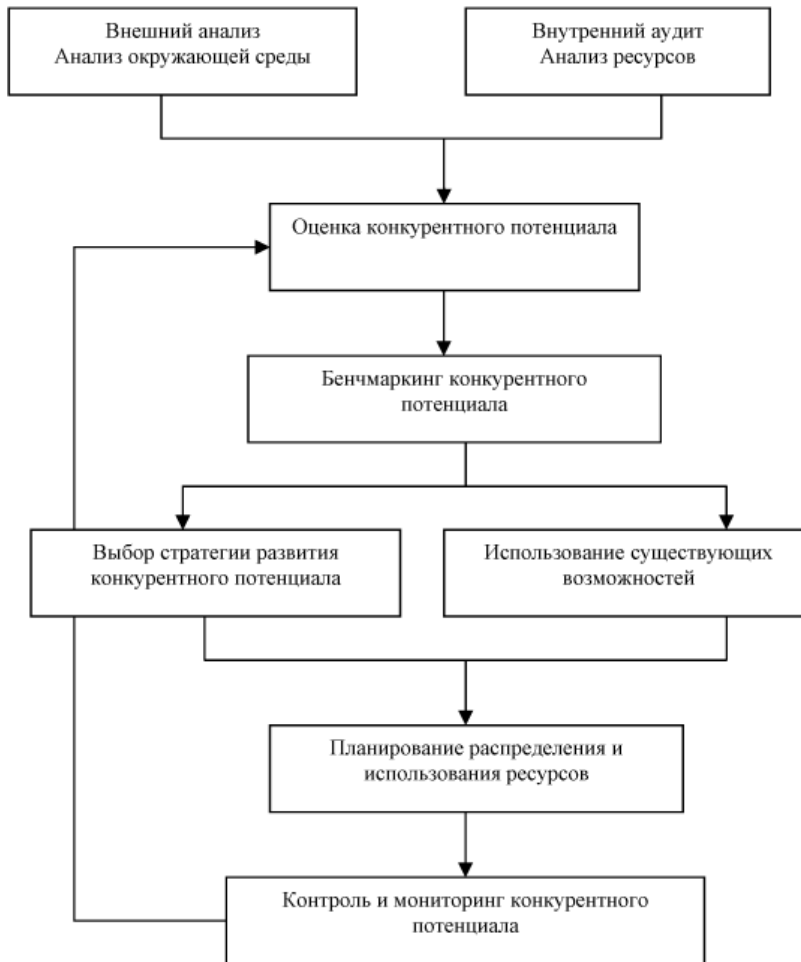 Внешний анализ
Анализ окружающей среды
Внутренний аудит
Анализ ресурсов
Оценка конкурентного потенциала
Бенчмаркинг конкурентного
потенциала
Выбор стратегии развития
конкурентного потенциала
Использование существующих
возможностей
Планирование распределения и
использования ресурсов
Контроль и мониторинг конкурентного
потенциала